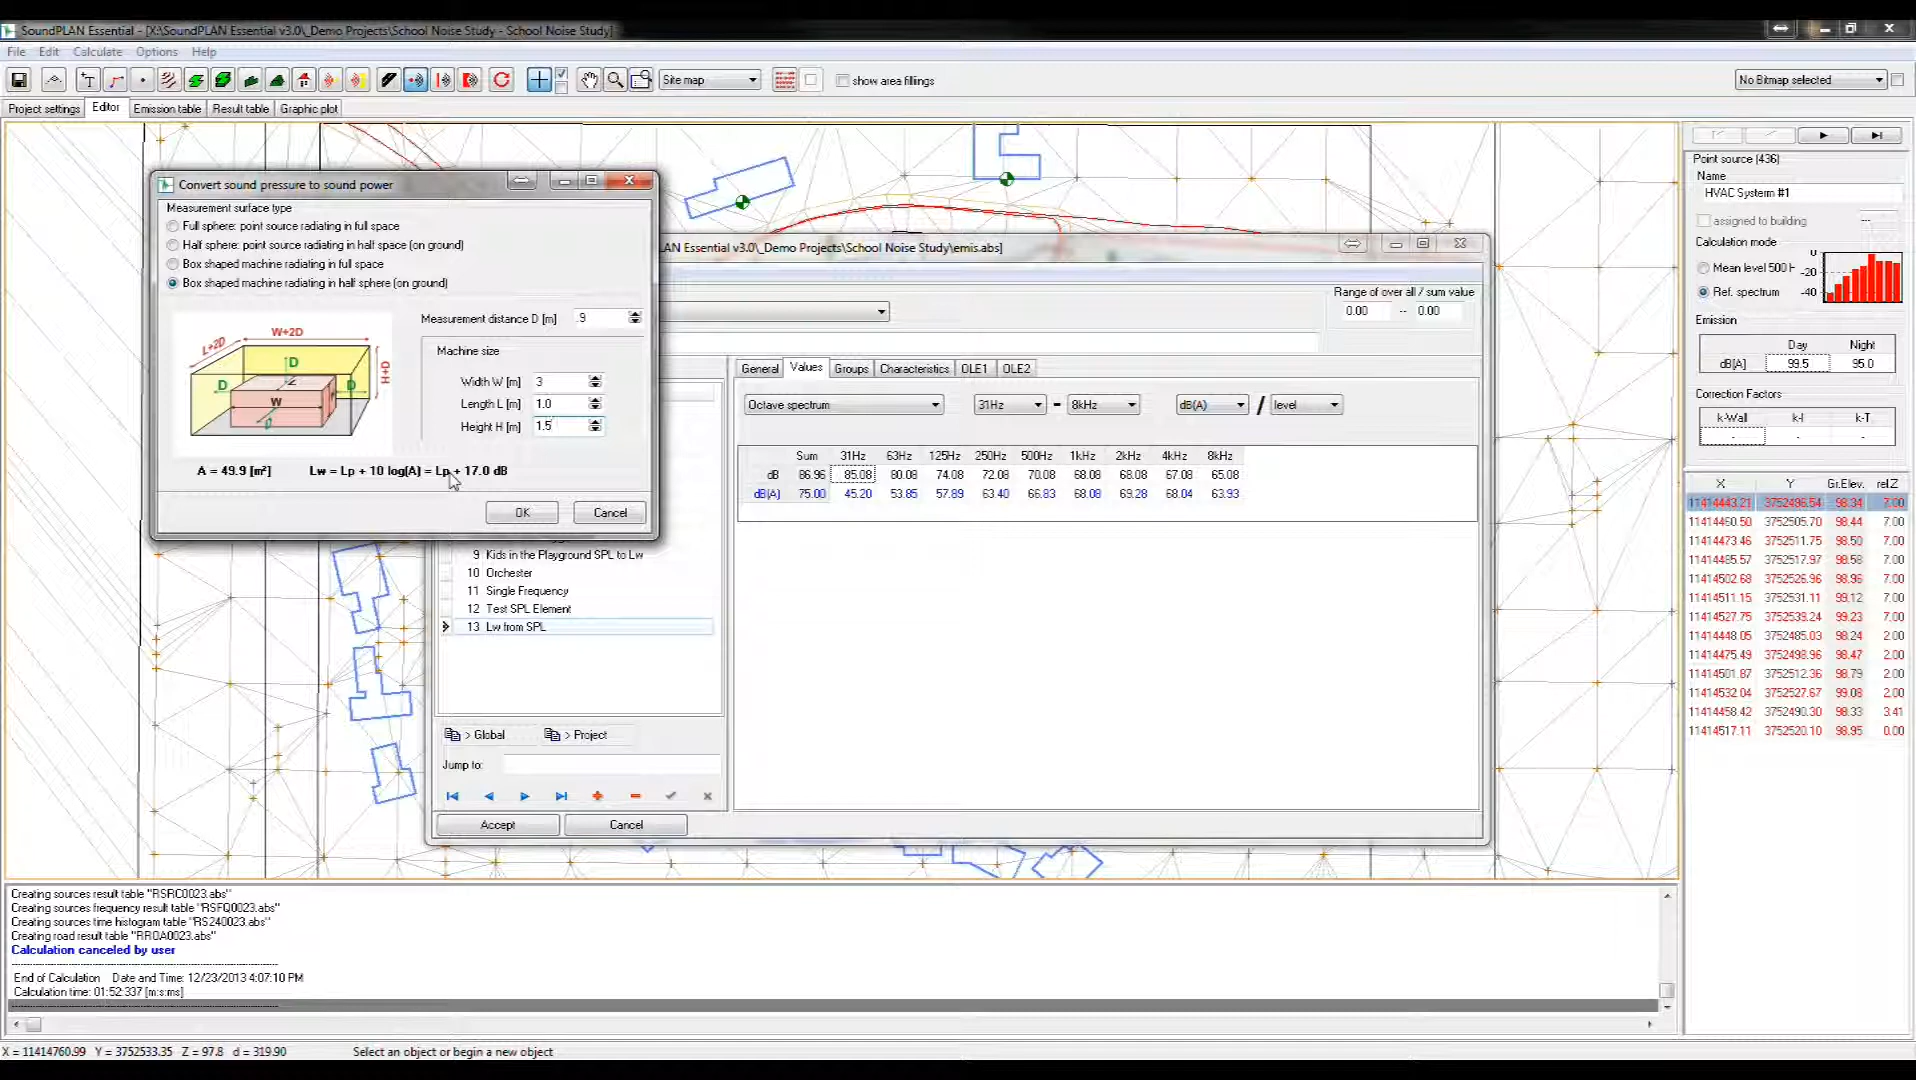 SoundPLAN Essential - [X:\SoundPLAN Essential v3.0\_Demo Projects\School Noise Study - School Noise Study]
File Edit Calculate Options Help
Site map
show area fillings
No Bitmap selected
Project settings Editor Emission table Result table Graphic plot
Convert sound pressure to sound power
Measurement surface type
Full sphere: point source radiating in full space
Half sphere: point source radiating in half space (on ground)
Box shaped machine radiating in full space
Box shaped machine radiating in half sphere (on ground)
Measurement distance D [m] .9
Machine size
Width W [m] 3
Length L [m] 1.0
Height H [m] 1.5
W+2D
L+2D
H+D
D
D
D
W
A = 49.9 [m²] Lw = Lp + 10 log(A) = Lp + 17.0 dB
OK Cancel
PLAN Essential v3.0\_Demo Projects\School Noise Study\emis.abs]
Range of over all / sum value
0.00 -- 0.00
General Values Groups Characteristics OLE1 OLE2
Octave spectrum 31Hz - 8kHz dB(A) / level
Sum 31Hz 63Hz 125Hz 250Hz 500Hz 1kHz 2kHz 4kHz 8kHz
dB 86.96 85.08 80.08 74.08 72.08 70.08 68.08 68.08 67.08 65.08
dB(A) 75.00 45.20 53.85 57.89 63.40 66.83 68.08 69.28 68.04 63.93
9 Kids in the Playground SPL to Lw
10 Orchester
11 Single Frequency
12 Test SPL Element
13 Lw from SPL
> Global > Project
Jump to:
Accept Cancel
Point source (436)
Name
HVAC Systerm #1
assigned to building ---
Calculation mode
Mean level 500 H
Ref. spectrum
0
-20
-40
Emission
Day Night
dB(A) 99.5 95.0
Correction Factors
k-Wall k-I k-T
- - -
X Y Gr.Elev. rel.Z
11414443.21 3752496.54 98.34 7.00
11414460.50 3752505.70 98.44 7.00
11414473.46 3752511.75 98.50 7.00
11414485.57 3752517.97 98.58 7.00
11414502.68 3752526.96 98.96 7.00
11414511.15 3752531.11 99.12 7.00
11414527.75 3752539.24 99.23 7.00
11414448.05 3752485.03 98.24 2.00
11414475.49 3752498.96 98.47 2.00
11414501.87 3752512.36 98.79 2.00
11414532.04 3752527.67 99.08 2.00
11414458.42 3752490.30 98.33 3.41
11414517.11 3752520.10 98.95 0.00
Creating sources result table "RSRC0023.abs"
Creating sources frequency result table "RSFQ0023.abs"
Creating sources time histogram table "RS240023.abs"
Creating road result table "RROA0023.abs"
Calculation canceled by user
End of Calculation Date and Time: 12/23/2013 4:07:10 PM
Calculation time: 01:52:337 [m:s:ms]
X = 11414760.99 Y = 3752533.35 Z = 97.8 d = 319.90 Select an object or begin a new object